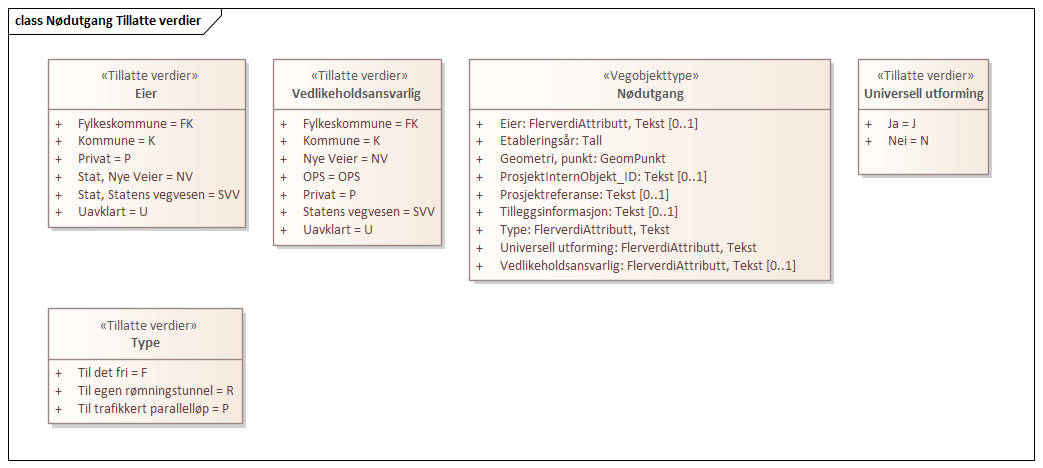 class Nødutgang Tillatte verdier
«Tillatte verdier»
Eier
+ Fylkeskommune = FK
+ Kommune = K
+ Privat = P
+ Stat, Nye Veier = NV
+ Stat, Statens vegvesen = SVV
+ Uavklart = U
«Tillatte verdier»
Vedlikeholdsansvarlig
+ Fylkeskommune = FK
+ Kommune = K
+ Nye Veier = NV
+ OPS = OPS
+ Privat = P
+ Statens vegvesen = SVV
+ Uavklart = U
«Vegobjekttype»
Nødutgang
+ Eier: FlerverdiAttributt, Tekst [0..1]
+ Etableringsår: Tall
+ Geometri, punkt: GeomPunkt
+ ProsjektInternObjekt_ID: Tekst [0..1]
+ Prosjektreferanse: Tekst [0..1]
+ Tilleggsinformasjon: Tekst [0..1]
+ Type: FlerverdiAttributt, Tekst
+ Universell utforming: FlerverdiAttributt, Tekst
+ Vedlikeholdsansvarlig: FlerverdiAttributt, Tekst [0..1]
«Tillatte verdier»
Universell utforming
+ Ja = J
+ Nei = N
«Tillatte verdier»
Type
+ Til det fri = F
+ Til egen rømningstunnel = R
+ Til trafikkert parallelløp = P